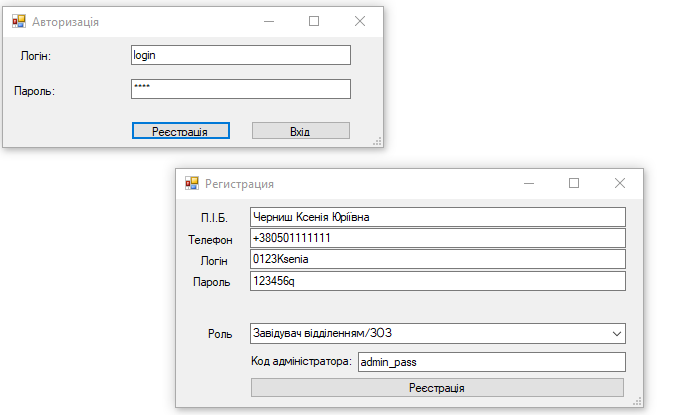 Авторизація
Логін: login
Пароль: ****
Реєстрація Вхід
Регистрация
П.І.Б. Черниш Ксенія Юріївна
Телефон +380501111111
Логін 0123Ksenia
Пароль 123456q
Роль Завідувач відділенням/ЗОЗ
Код адміністратора: admin_pass
Реєстрація